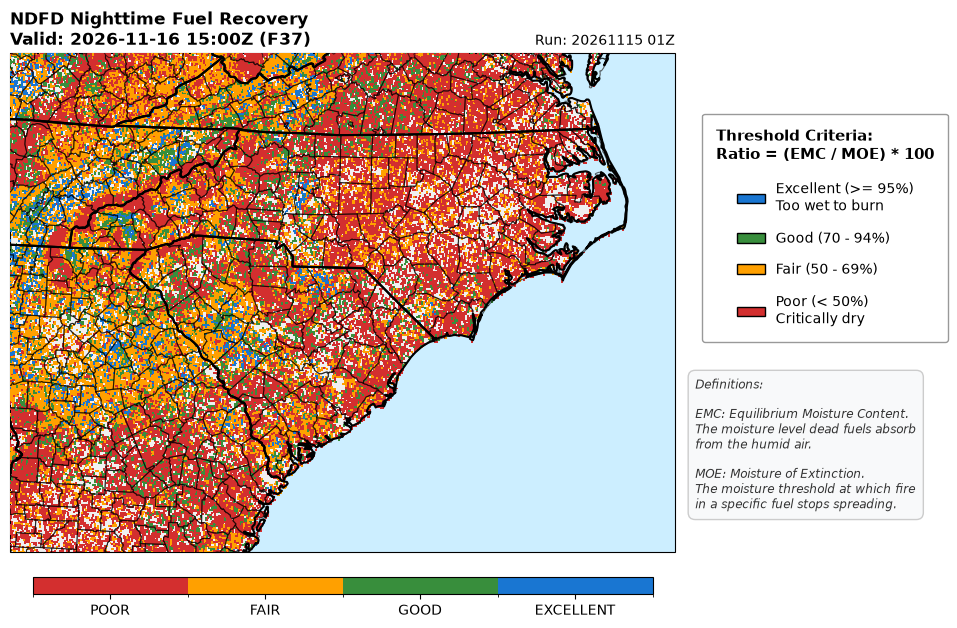 NDFD Nighttime Fuel Recovery
Valid: 2026-11-16 15:00Z (F37)
Run: 20261115 01Z
Threshold Criteria:
Ratio = (EMC / MOE) * 100
Excellent (>= 95%)
Too wet to burn
Good (70 - 94%)
Fair (50 - 69%)
Poor (< 50%)
Critically dry
Definitions:
EMC: Equilibrium Moisture Content.
The moisture level dead fuels absorb
from the humid air.
MOE: Moisture of Extinction.
The moisture threshold at which fire
in a specific fuel stops spreading.
POOR
FAIR
GOOD
EXCELLENT